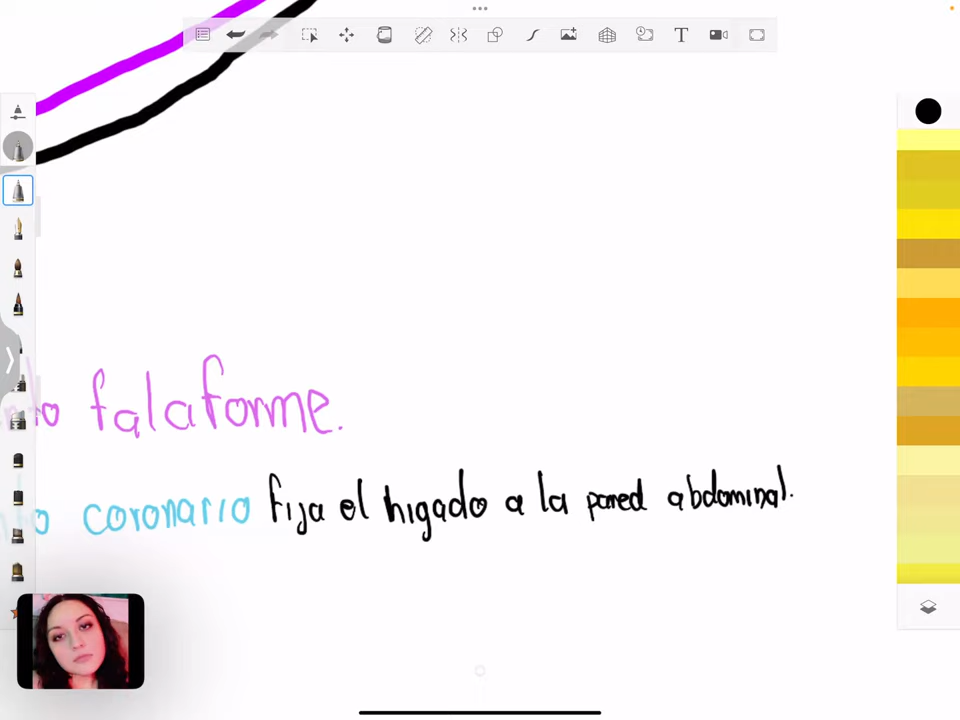 falaforme.
coronario fija el higado a la pared abdominal.